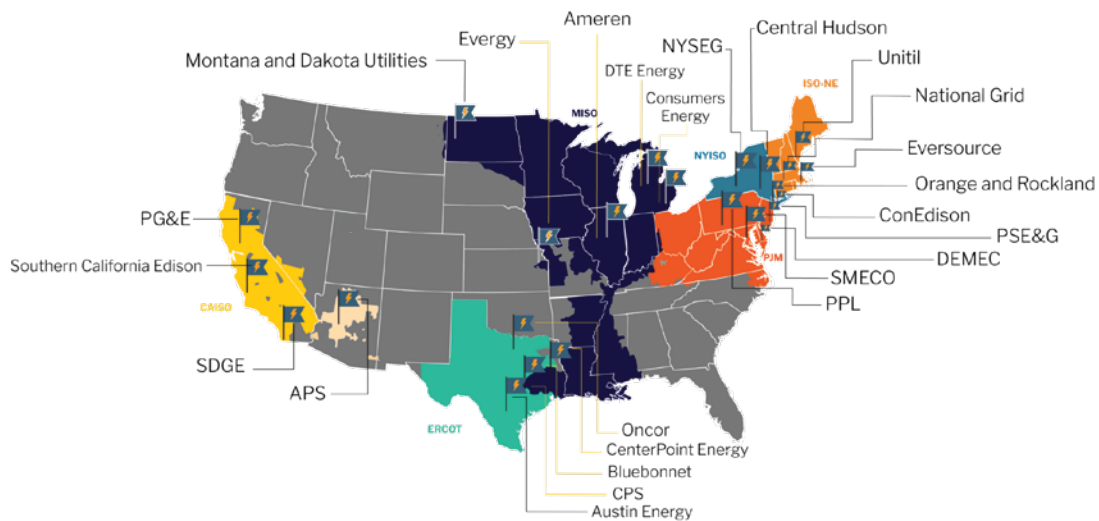 Ameren
Central Hudson
Evergy
NYSEG
Unitil
Montana and Dakota Utilities
DTE Energy
ISO-NE
Consumers
Energy
National Grid
MISO
NYISO
Eversource
Orange and Rockland
PG&E
ConEdison
PSE&G
Southern California Edison
PJM
DEMEC
SMECO
CAISO
PPL
SDGE
APS
ERCOT
Oncor
CenterPoint Energy
Bluebonnet
CPS
Austin Energy